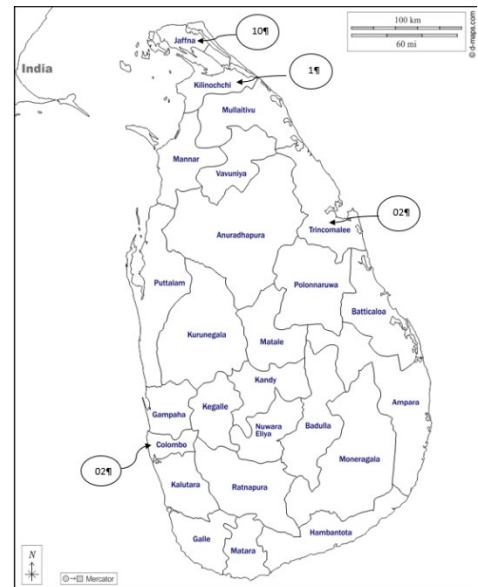 100 km
60 mi
© d-maps.com
10¶
Jaffna
India
1¶
Kilinochchi
Mullaitivu
Mannar
Vavuniya
02¶
Anuradhapura
Trincomalee
Puttalam
Polonnaruwa
Batticaloa
Kurunegala
Matale
Kandy
Ampara
Gampaha
Kegalle
Nuwara
Eliya
Badulla
Colombo
Moneragala
02¶
Kalutara
Ratnapura
Hambantota
Galle
Matara
N
Mercator